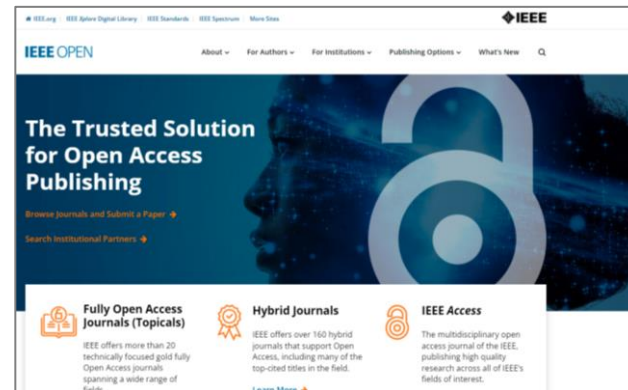 IEEE.org | IEEE Xplore Digital Library | IEEE Standards | IEEE Spectrum | More Sites
IEEE
IEEE OPEN
About For Authors For Institutions Publishing Options What's New
The Trusted Solution
for Open Access
Publishing
Browse Journals and Submit a Paper →
Search Institutional Partners →
Fully Open Access
Journals (Topicals)
IEEE offers more than 20
technically focused gold fully
Open Access journals
spanning a wide range of
fields
Hybrid Journals
IEEE offers over 160 hybrid
journals that support Open
Access, including many of the
top-cited titles in the field.
Learn More →
IEEE Access
The multidisciplinary open
access journal of the IEEE,
publishing high quality
research across all of IEEE's
fields of interest.